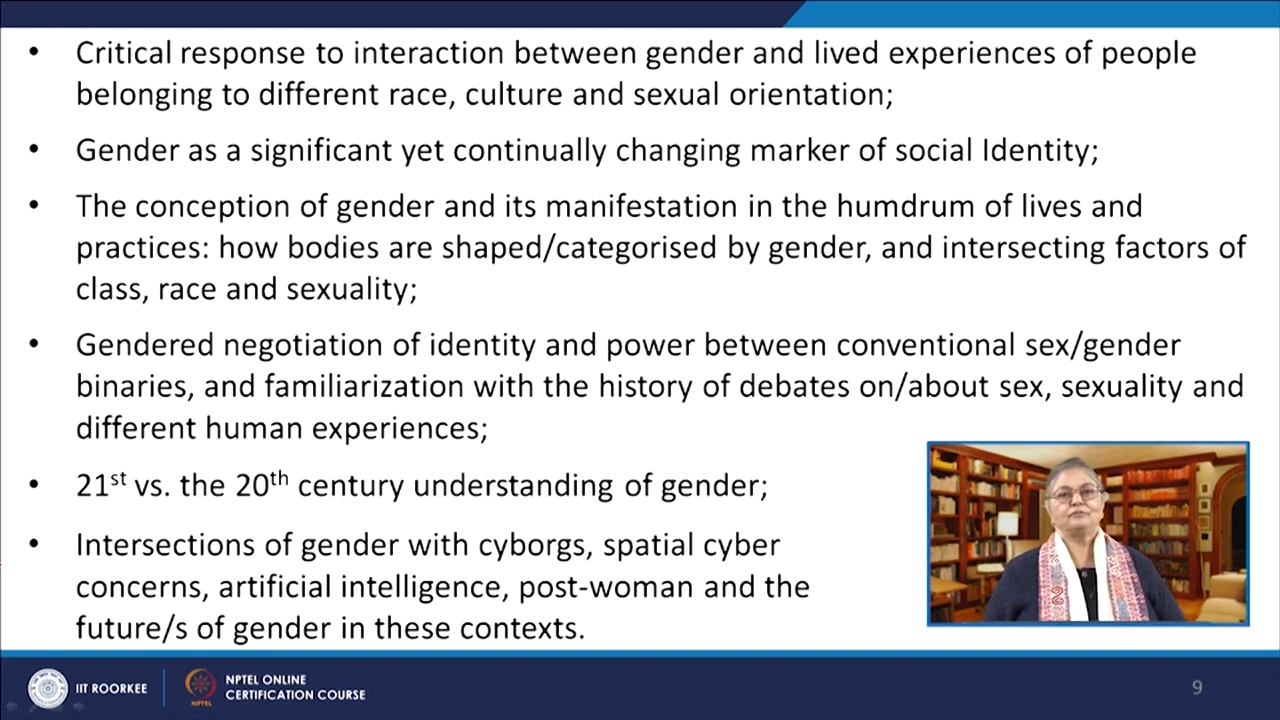 • Critical response to interaction between gender and lived experiences of people
belonging to different race, culture and sexual orientation;
• Gender as a significant yet continually changing marker of social Identity;
• The conception of gender and its manifestation in the humdrum of lives and
practices: how bodies are shaped/categorised by gender, and intersecting factors of
class, race and sexuality;
• Gendered negotiation of identity and power between conventional sex/gender
binaries, and familiarization with the history of debates on/about sex, sexuality and
different human experiences;
• 21st vs. the 20th century understanding of gender;
• Intersections of gender with cyborgs, spatial cyber
concerns, artificial intelligence, post-woman and the
future/s of gender in these contexts.
IIT ROORKEE
NPTEL
NPTEL ONLINE
CERTIFICATION COURSE
9